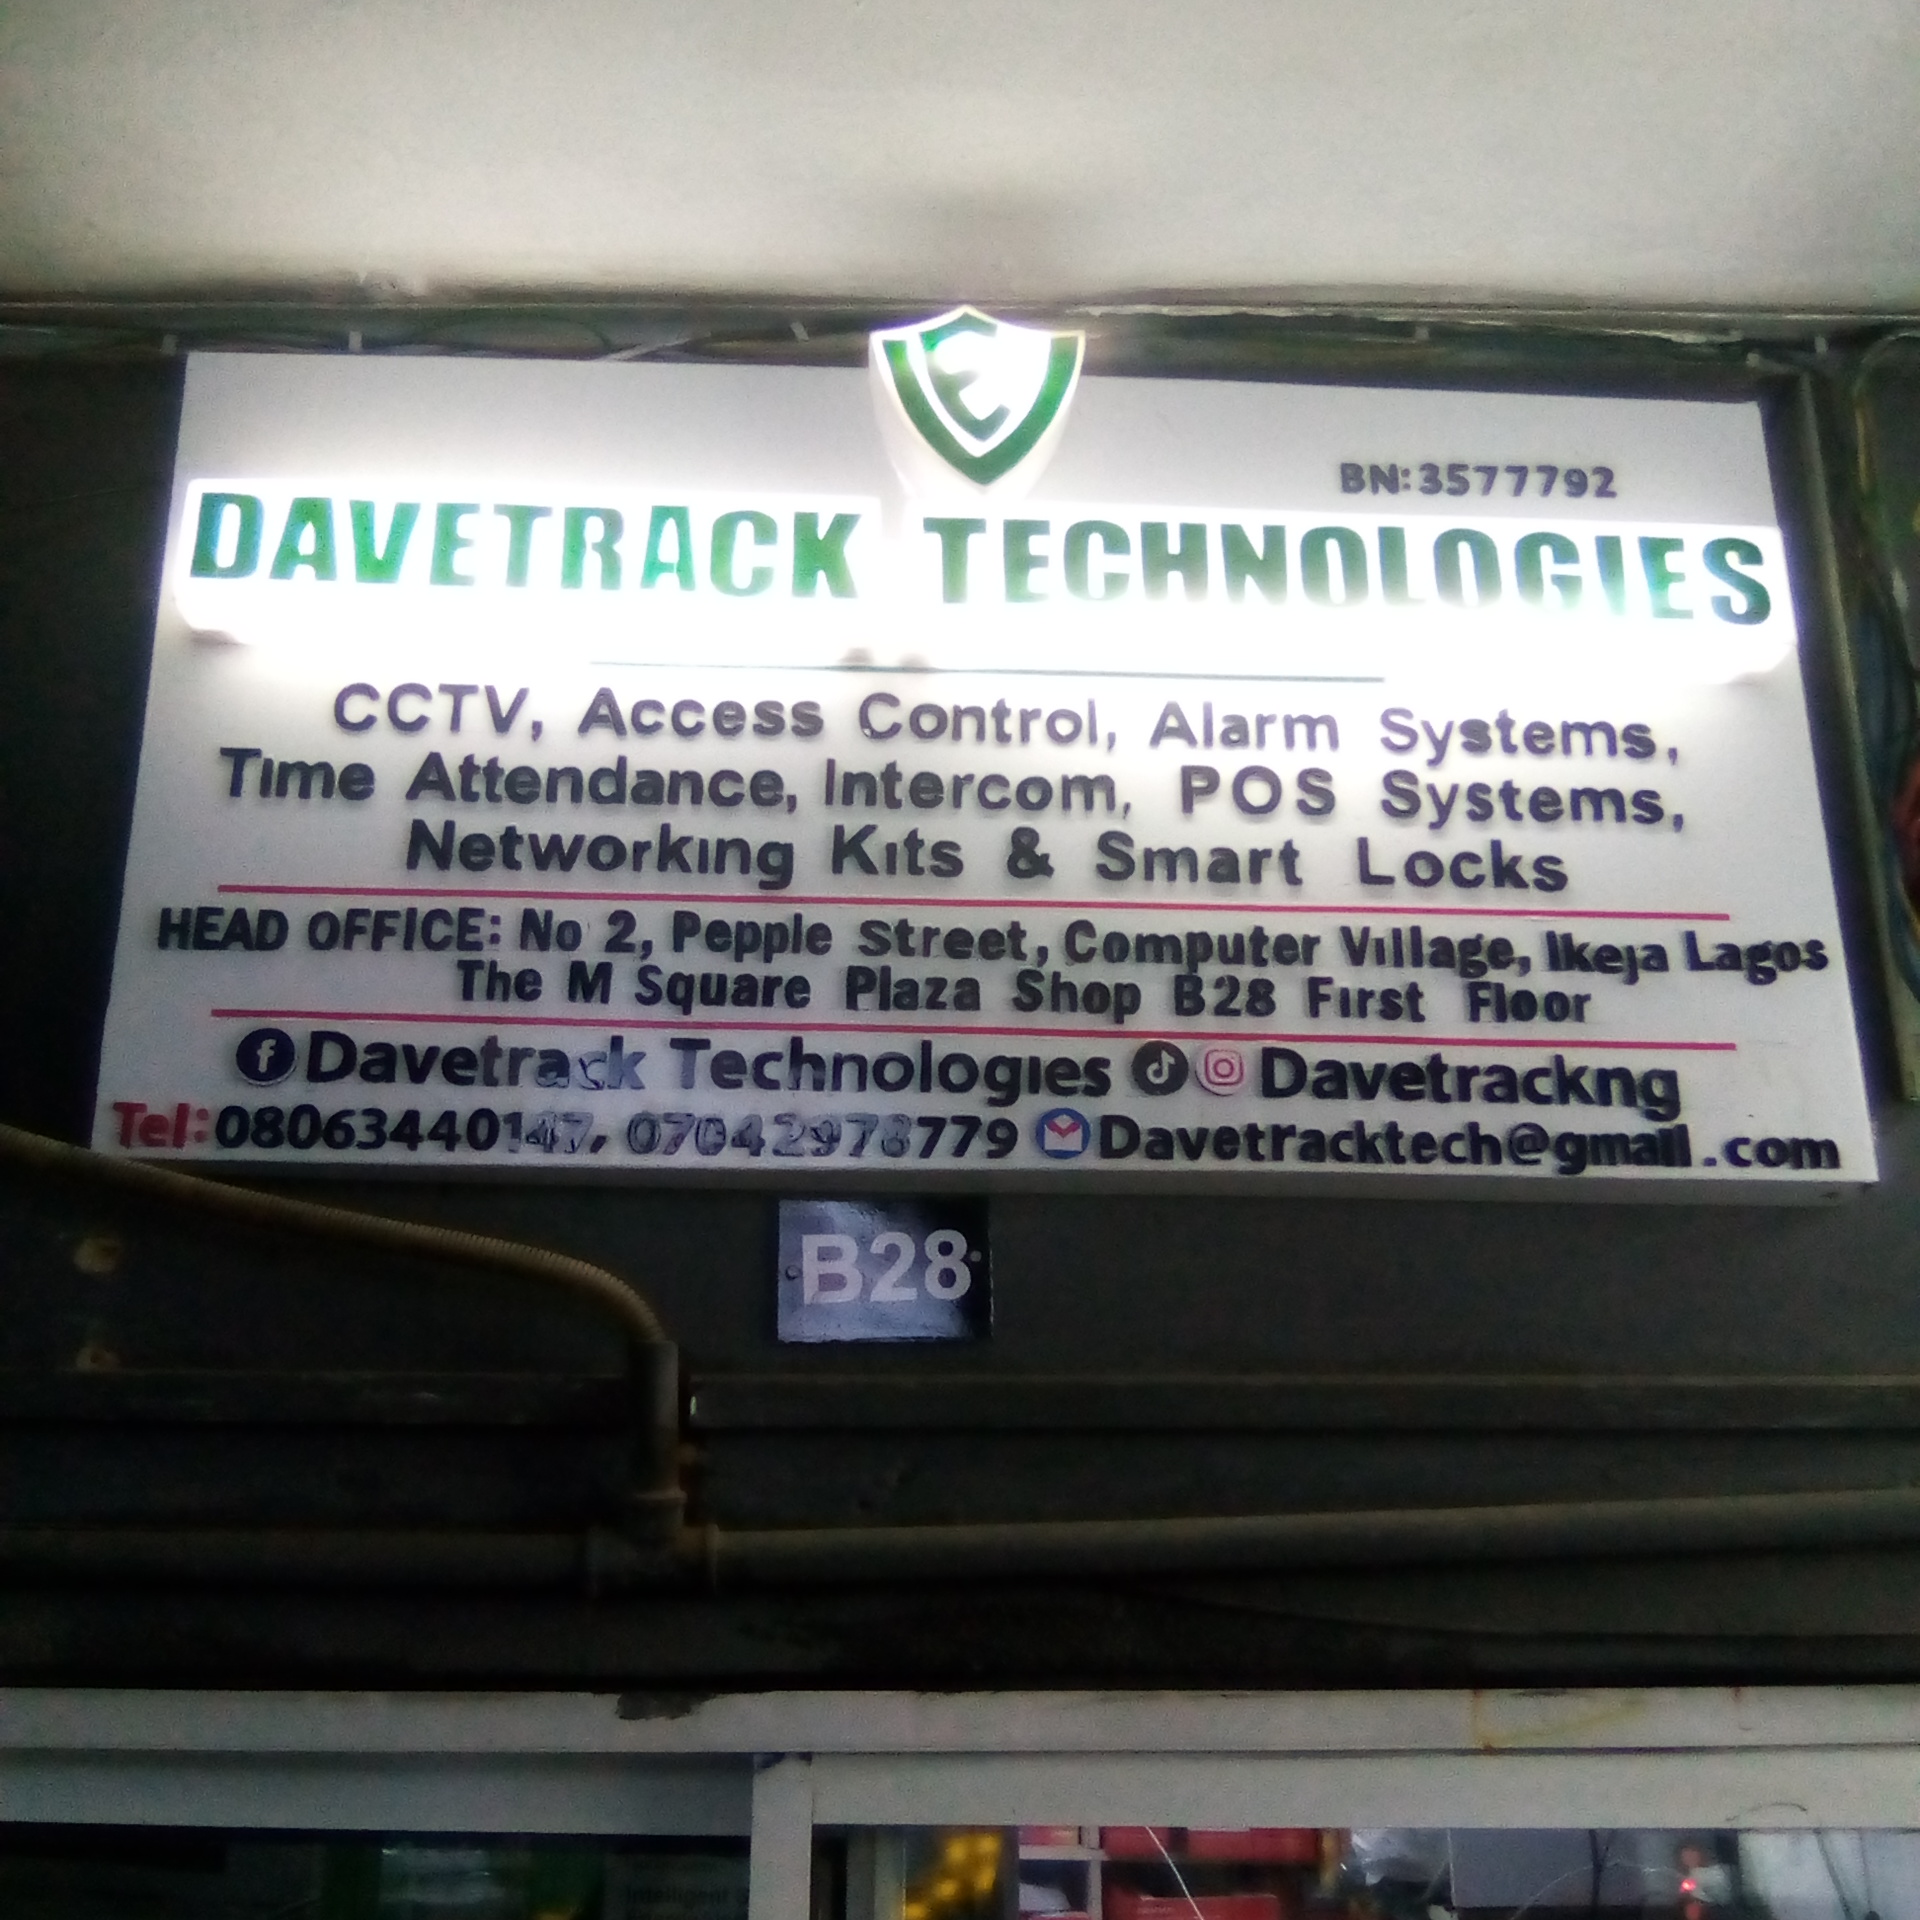 BN:3577792
DAVETRACK TECHNOLOGIES
CCTV, Access Control, Alarm Systems,
Time Attendance, Intercom, POS Systems,
Networking Kits & Smart Locks
HEAD OFFICE: No 2, Pepple Street, Computer Village, Ikeja Lagos
The M Square Plaza Shop B28 First Floor
Davetrack Technologies Davetrackng
Tel: 08063440147, 07042978779 Davetracktech@gmail.com
B28
Intelligent